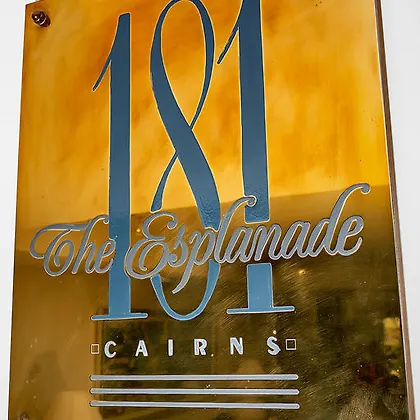 181
The Esplanade
CAIRNS